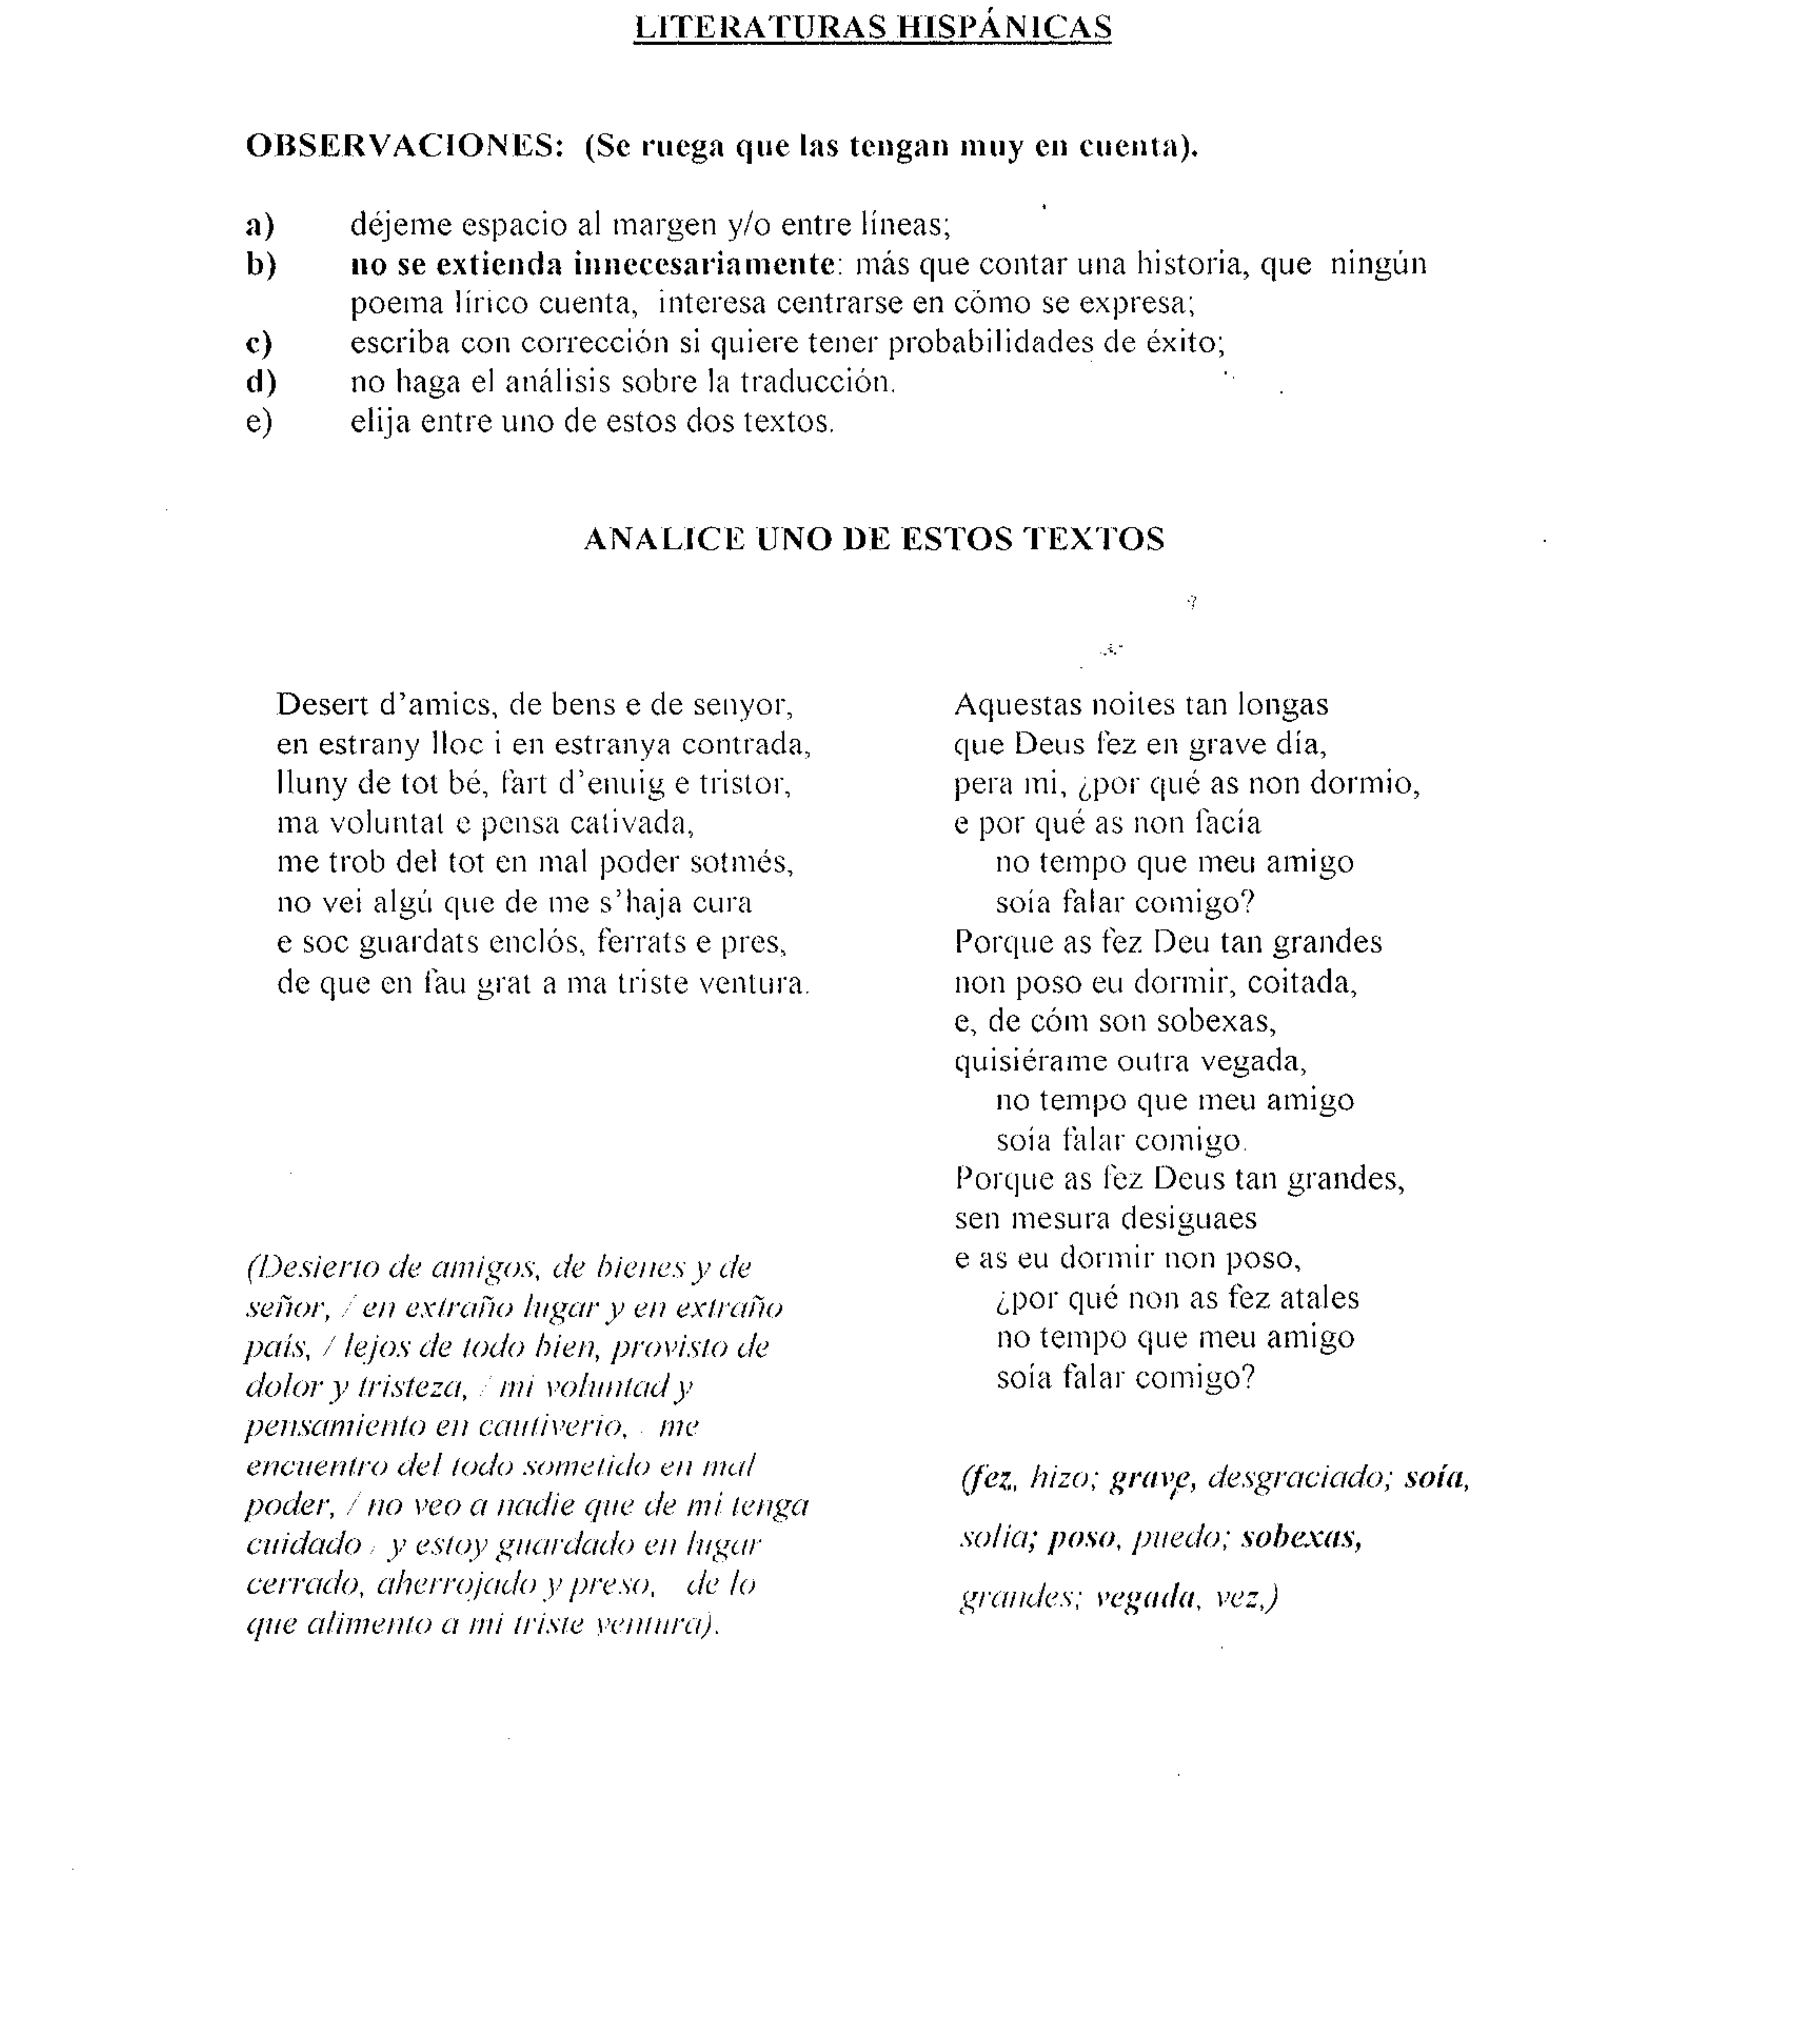 LITERATURAS HISPÁNICAS
OBSERVACIONES: (Se ruega que las tengan muy en cuenta).
a) déjeme espacio al margen y/o entre líneas;
b) no se extienda innecesariamente: más que contar una historia, que ningún
poema lírico cuenta, interesa centrarse en cómo se expresa;
c) escriba con corrección si quiere tener probabilidades de éxito;
d) no haga el análisis sobre la traducción.
e) elija entre uno de estos dos textos.
ANALICE UNO DE ESTOS TEXTOS
Desert d'amics, de bens e de senyor,
en estrany lloc i en estranya contrada,
lluny de tot bé, fart d'enuig e tristor,
ma voluntat e pensa cativada,
me trob del tot en mal poder sotmés,
no vei algú que de me s'haja cura
e soc guardats enclós, ferrats e pres,
de que en fau grat a ma triste ventura.
(Desierto de amigos, de bienes y de
señor, / en extraño lugar y en extraño
país, / lejos de todo bien, provisto de
dolor y tristeza, / mi voluntad y
pensamiento en cautiverio, me
encuentro del todo sometido en mal
poder, / no veo a nadie que de mi tenga
cuidado / y estoy guardado en lugar
cerrado, aherrojado y preso, de lo
que alimento a mi triste ventura).
Aquestas noites tan longas
que Deus fez en grave día,
pera mi, ¿por qué as non dormio,
e por qué as non facía
no tempo que meu amigo
soía falar comigo?
Porque as fez Deu tan grandes
non poso eu dormir, coitada,
e, de cóm son sobexas,
quisiérame outra vegada,
no tempo que meu amigo
soía falar comigo.
Porque as fez Deus tan grandes,
sen mesura desiguaes
e as eu dormir non poso,
¿por qué non as fez atales
no tempo que meu amigo
soía falar comigo?
(fez, hizo; grave, desgraciado; soía,
solia; poso, puedo; sobexas,
grandes; vegada, vez,)